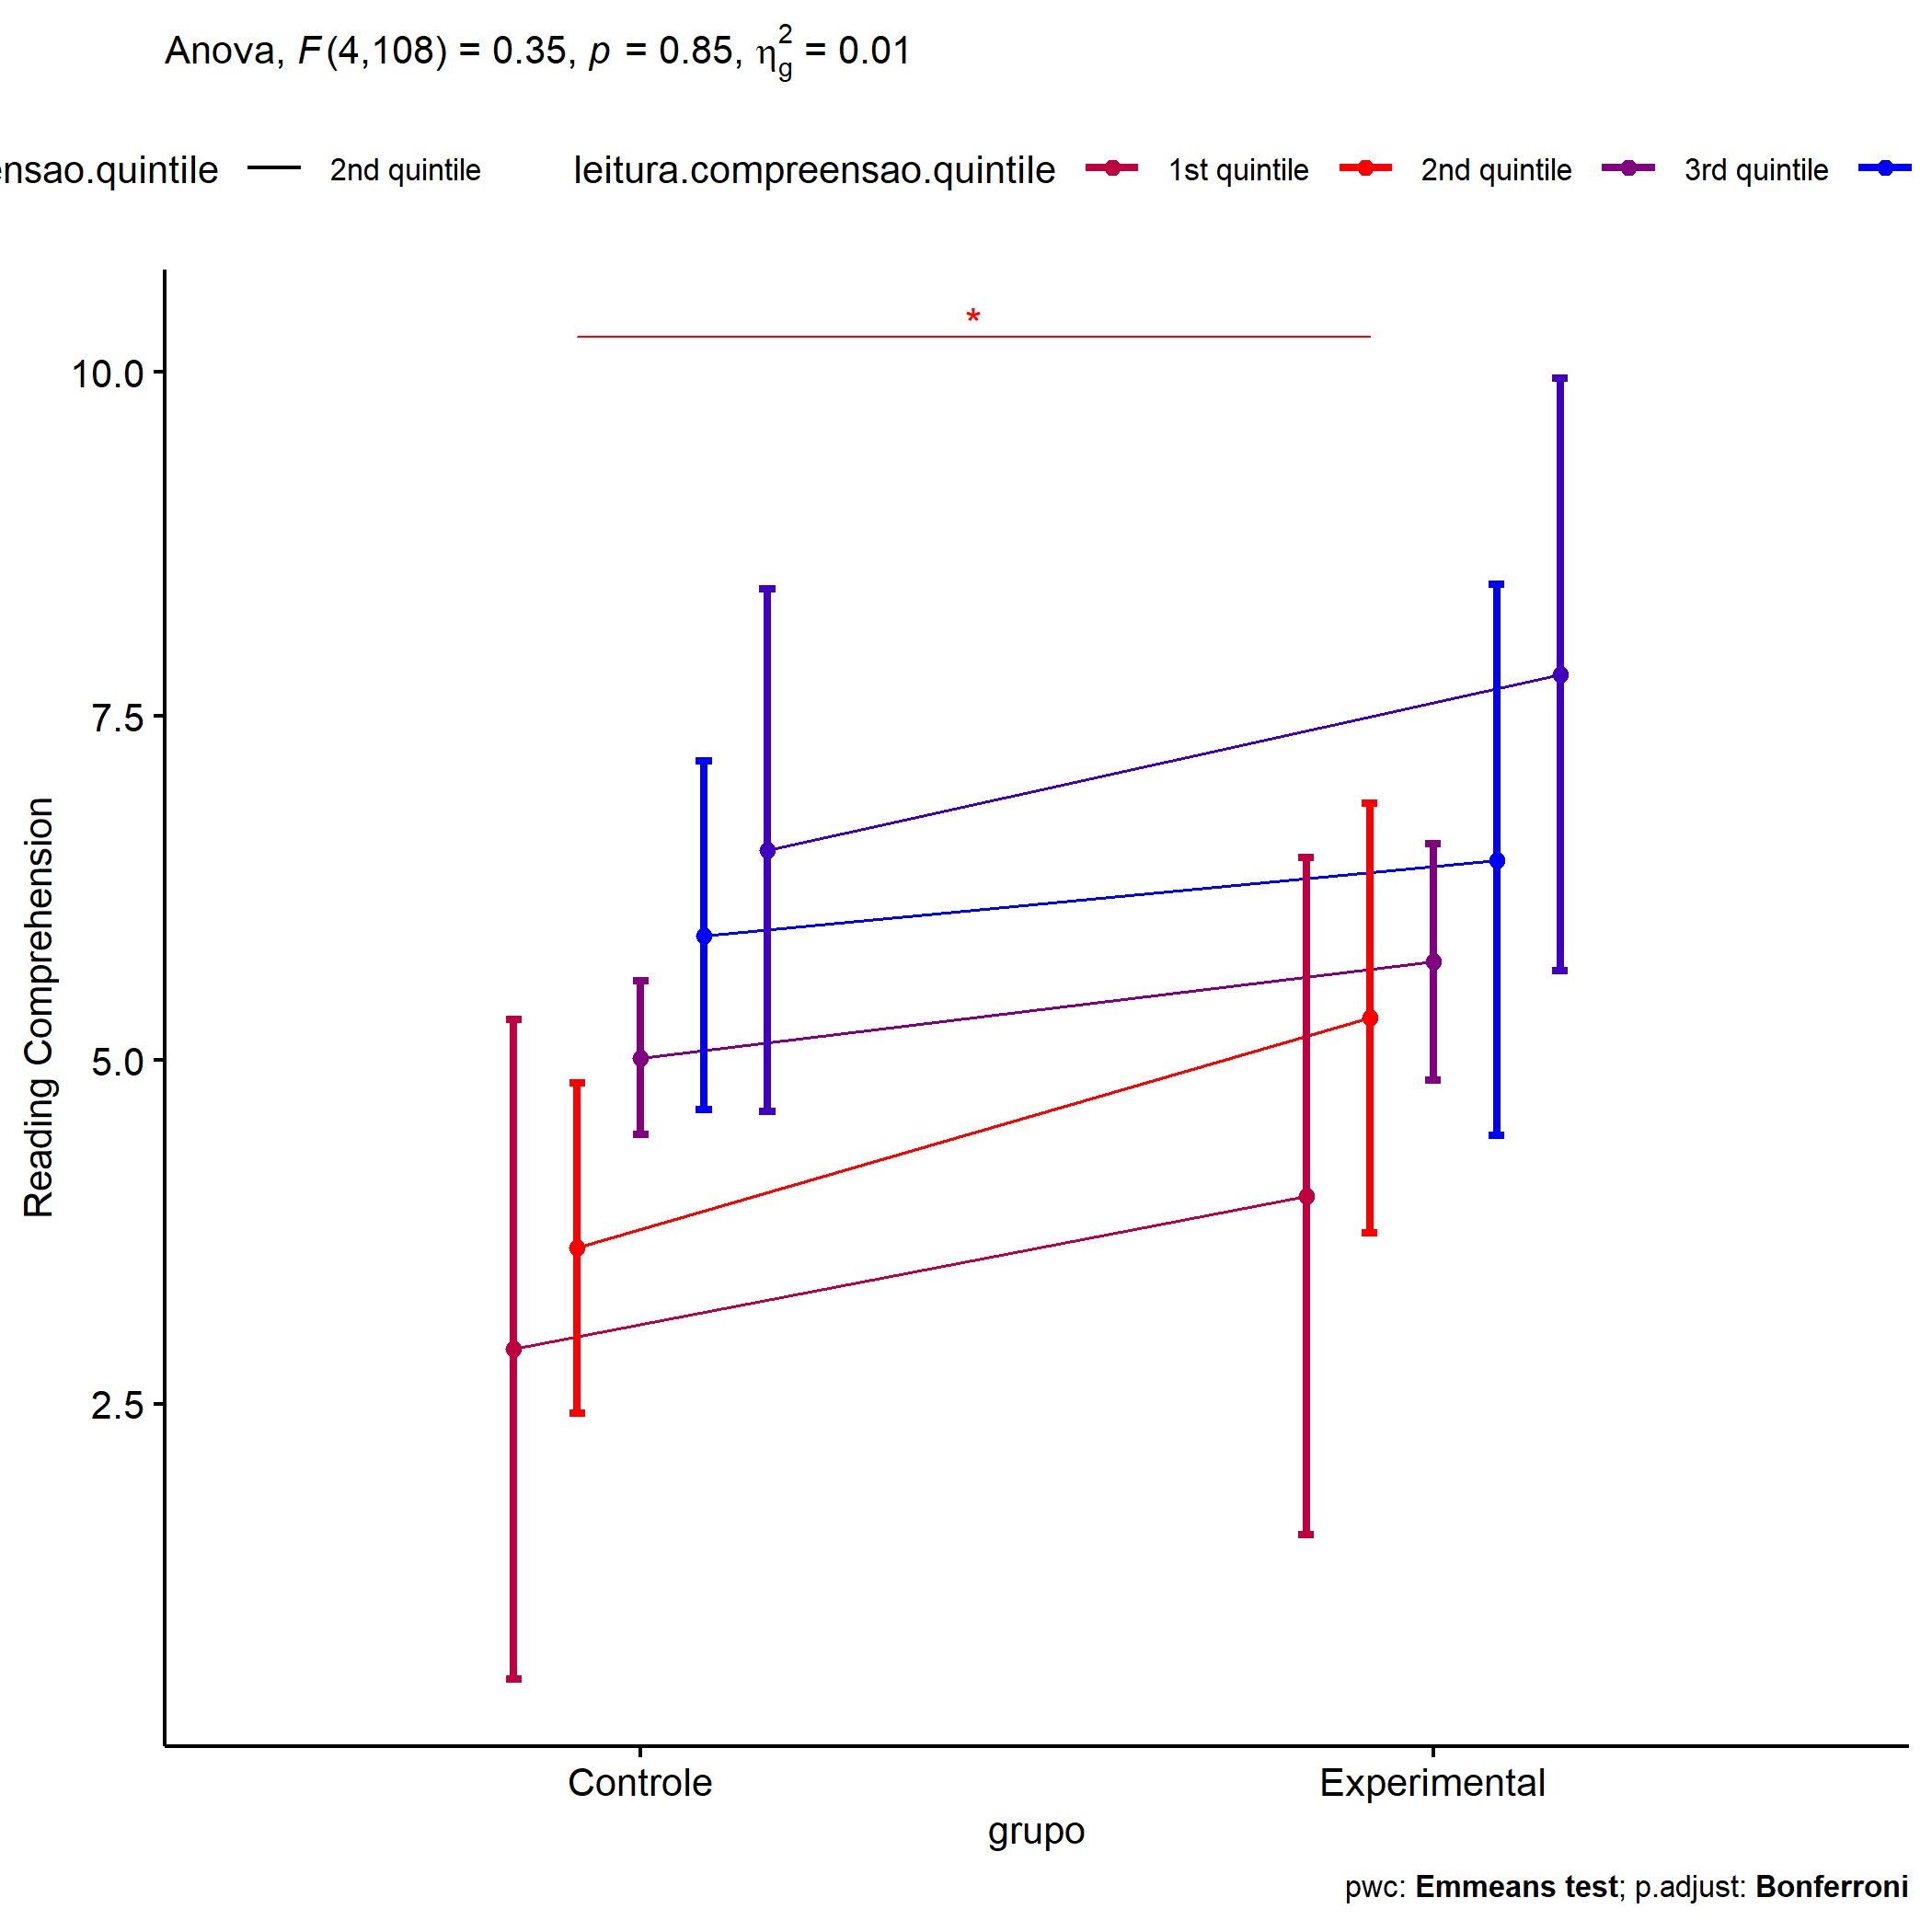 Anova, F(4,108) = 0.35, p = 0.85, η²g = 0.01
ensao.quintile 2nd quintile leitura.compreensao.quintile 1st quintile 2nd quintile 3rd quintile
*
10.0
7.5
5.0
2.5
Reading Comprehension
Controle Experimental
grupo
pwc: Emmeans test; p.adjust: Bonferroni